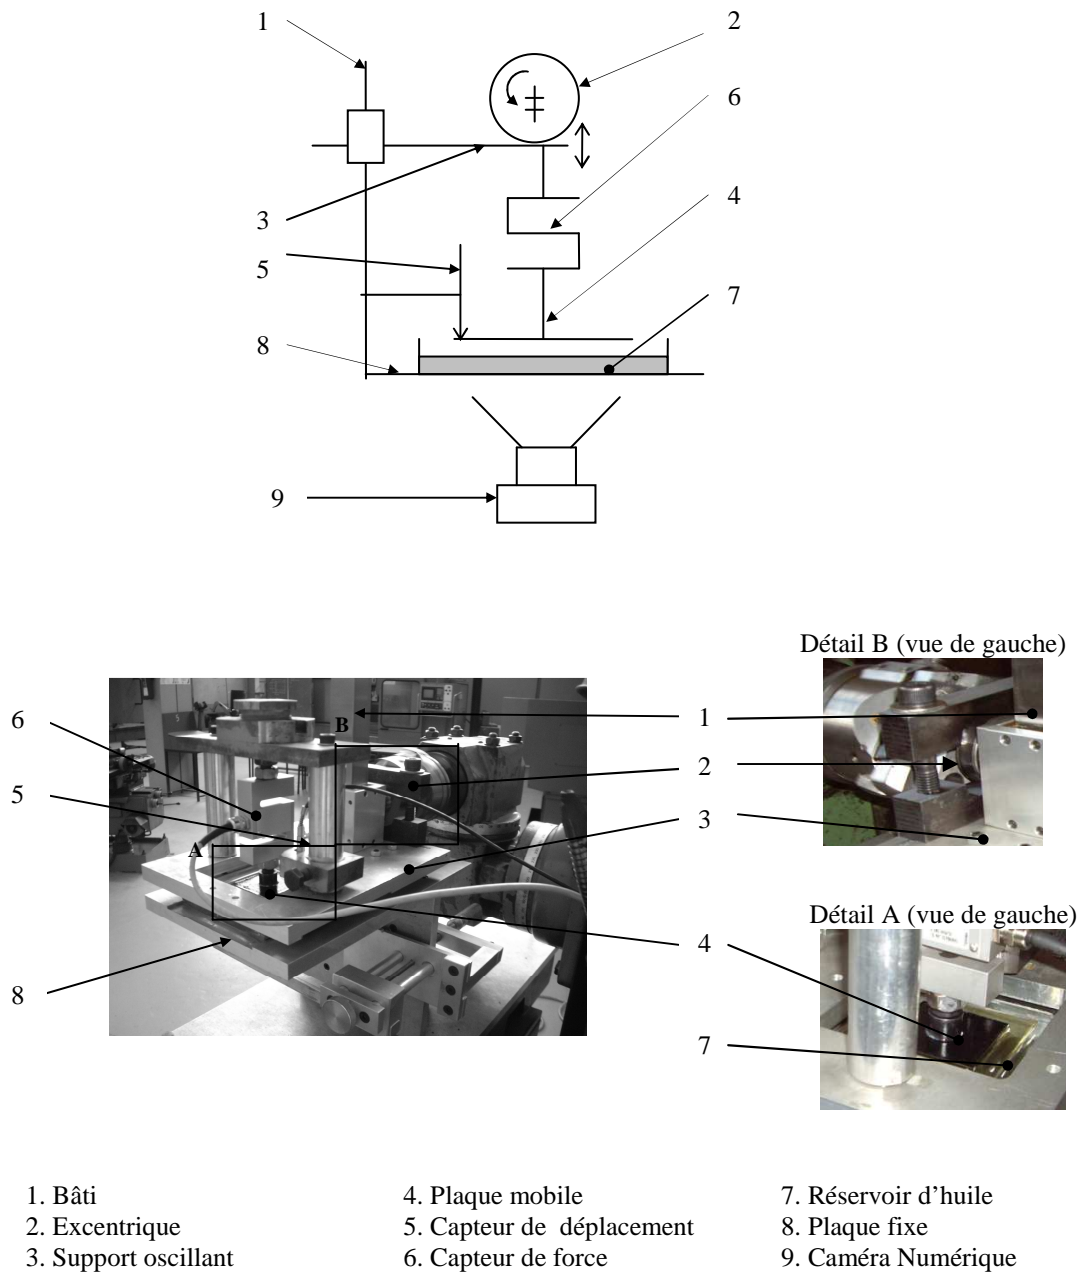 1
2
6
3
4
5
7
8
9
Détail B (vue de gauche)
6
B
1
2
5
3
A
Détail A (vue de gauche)
4
8
7
1. Bâti
2. Excentrique
3. Support oscillant
4. Plaque mobile
5. Capteur de déplacement
6. Capteur de force
7. Réservoir d’huile
8. Plaque fixe
9. Caméra Numérique